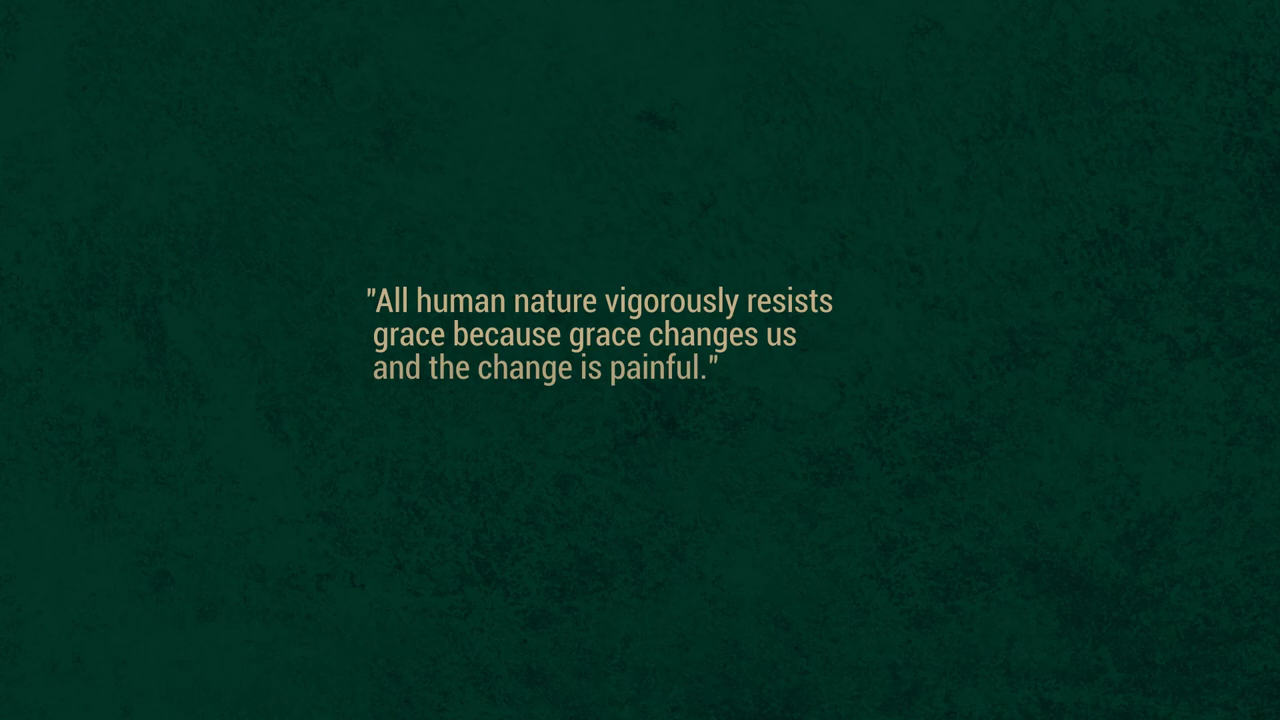 "All human nature vigorously resists
grace because grace changes us
and the change is painful."